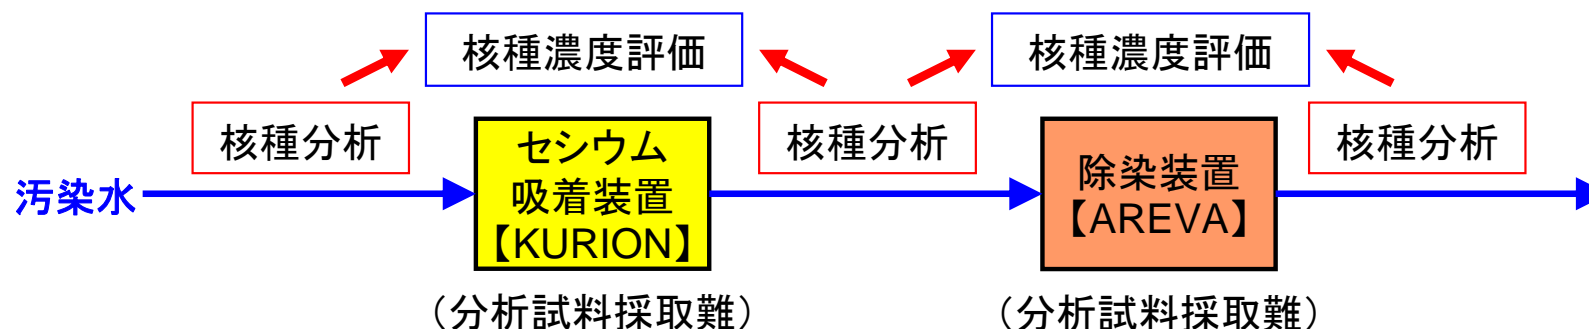 核種濃度評価
核種濃度評価
核種分析
核種分析
核種分析
汚染水
セシウム
吸着装置
【KURION】
除染装置
【AREVA】
（分析試料採取難）
（分析試料採取難）